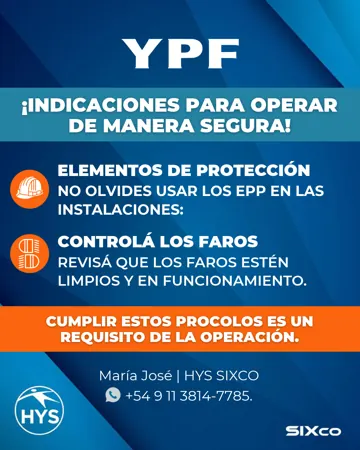 YPF
¡INDICACIONES PARA OPERAR
DE MANERA SEGURA!
ELEMENTOS DE PROTECCIÓN
NO OLVIDES USAR LOS EPP EN LAS
INSTALACIONES:
CONTROLÁ LOS FAROS
REVISÁ QUE LOS FAROS ESTÉN
LIMPIOS Y EN FUNCIONAMIENTO.
CUMPLIR ESTOS PROCOLOS ES UN
REQUISITO DE LA OPERACIÓN.
María José | HYS SIXCO
+54 9 11 3814-7785.
HYS
SIXCO